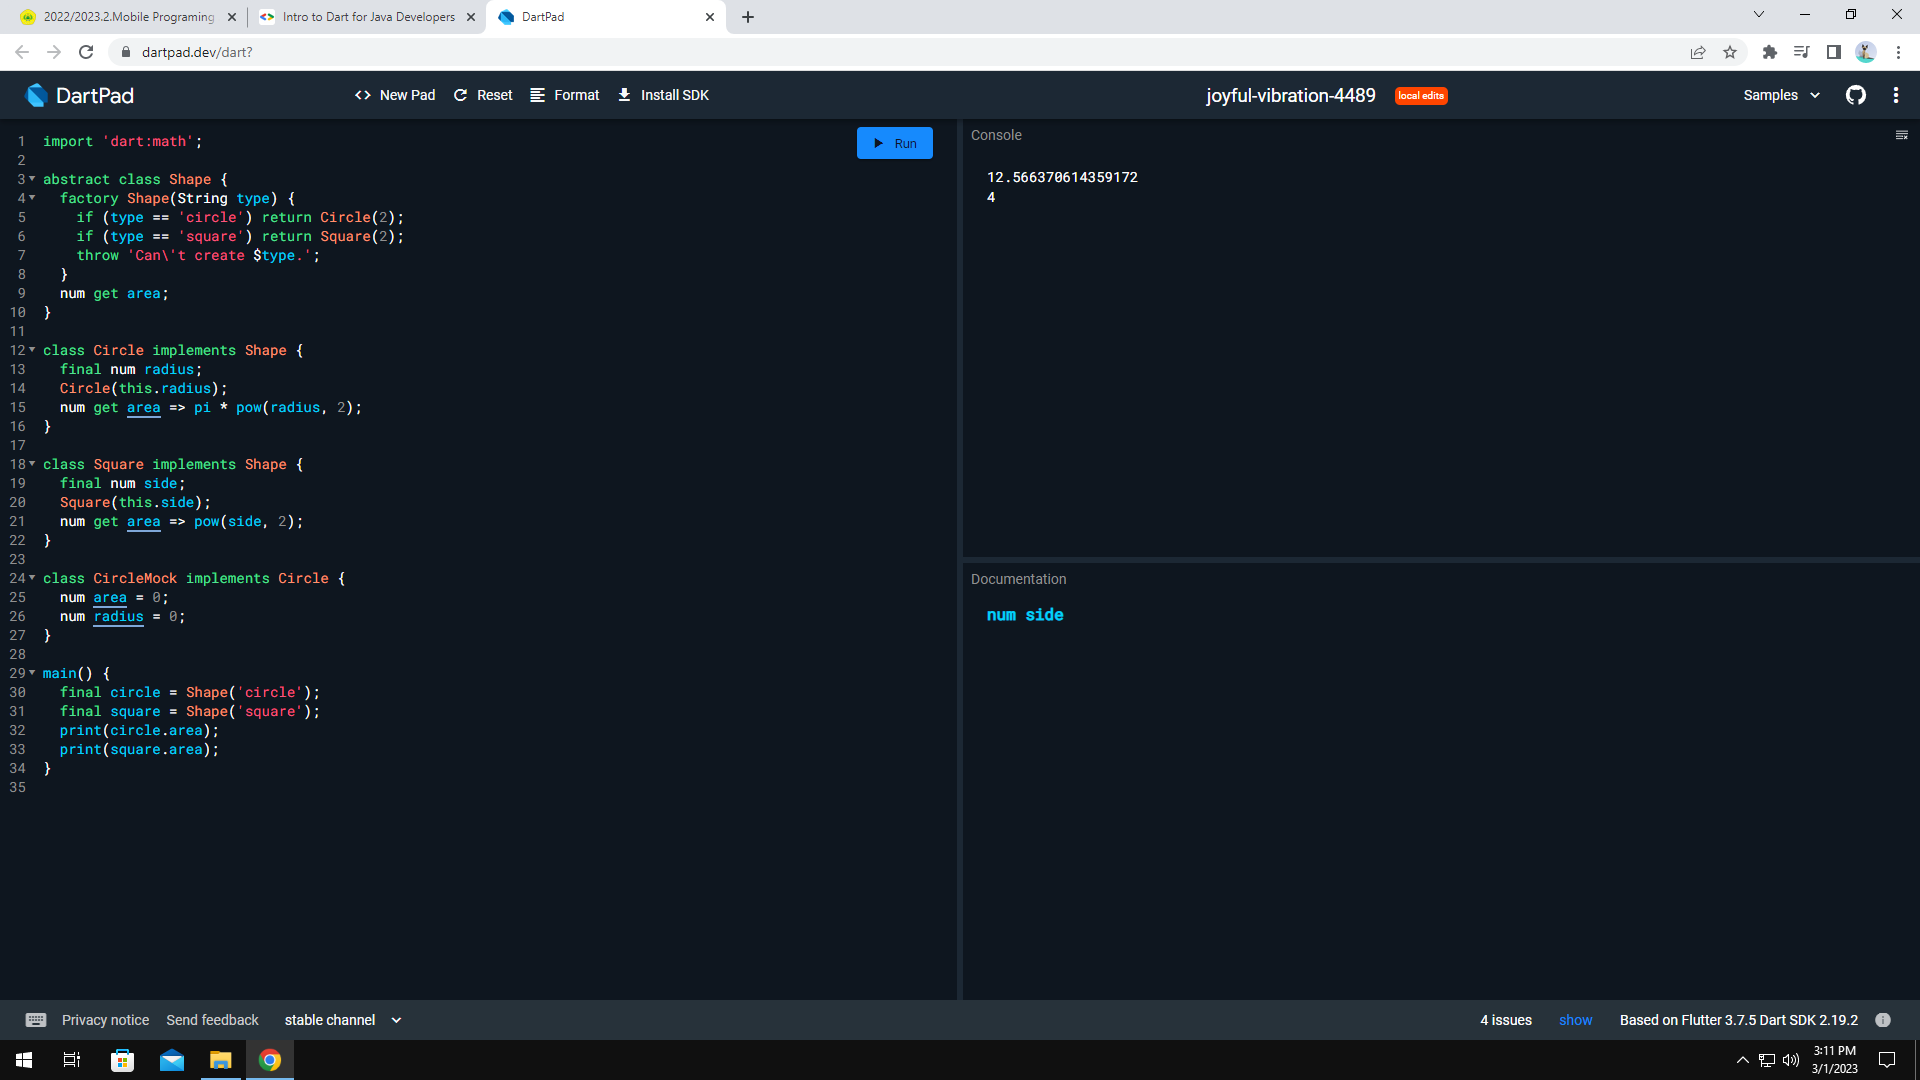 2022/2023.2.Mobile Programing
Intro to Dart for Java Developers
DartPad
dartpad.dev/dart?
DartPad
New Pad
Reset
Format
Install SDK
joyful-vibration-4489
local edits
Samples
1 import 'dart:math';
2
3 abstract class Shape {
4   factory Shape(String type) {
5     if (type == 'circle') return Circle(2);
6     if (type == 'square') return Square(2);
7     throw 'Can\'t create $type.';
8   }
9   num get area;
10 }
11
12 class Circle implements Shape {
13   final num radius;
14   Circle(this.radius);
15   num get area => pi * pow(radius, 2);
16 }
17
18 class Square implements Shape {
19   final num side;
20   Square(this.side);
21   num get area => pow(side, 2);
22 }
23
24 class CircleMock implements Circle {
25   num area = 0;
26   num radius = 0;
27 }
28
29 main() {
30   final circle = Shape('circle');
31   final square = Shape('square');
32   print(circle.area);
33   print(square.area);
34 }
35
Run
Console
12.566370614359172
4
Documentation
num side
Privacy notice
Send feedback
stable channel
4 issues
show
Based on Flutter 3.7.5 Dart SDK 2.19.2
3:11 PM
3/1/2023